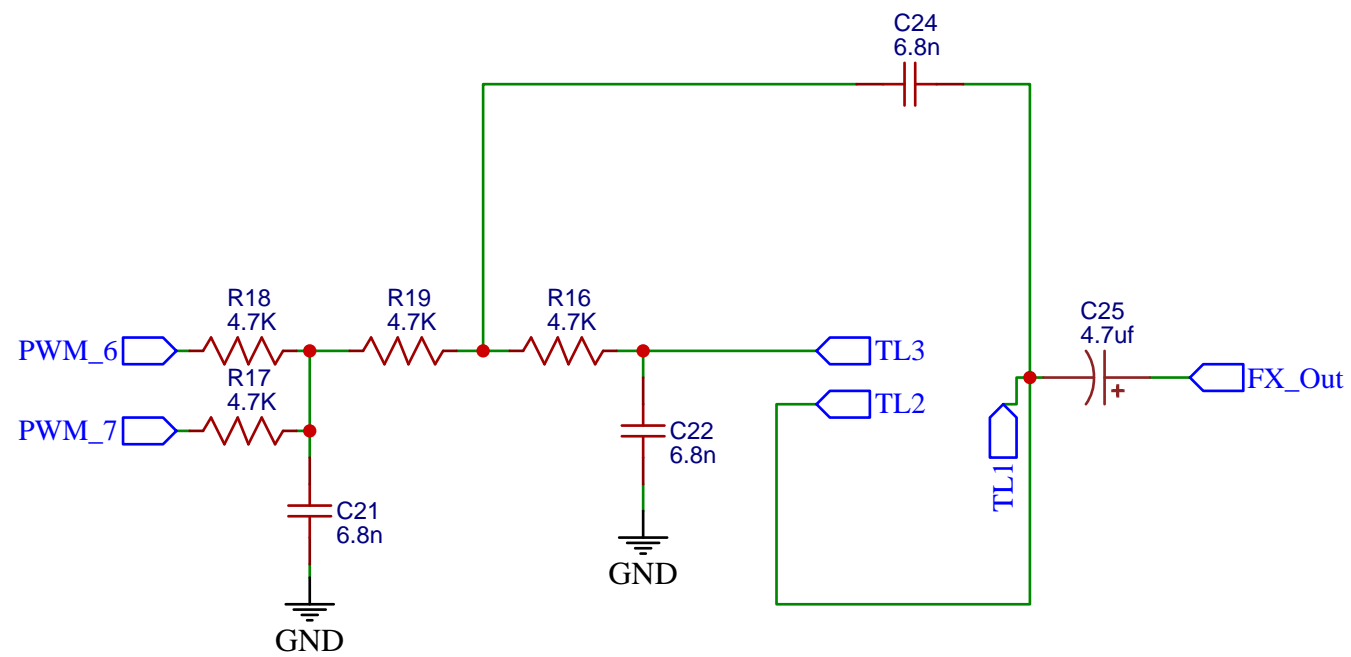 C24
6.8n
R18
4.7K
R19
4.7K
R16
4.7K
C25
4.7uf
PWM_6
TL3
FX_Out
R17
4.7K
TL2
PWM_7
C22
6.8n
TL1
C21
6.8n
GND
GND